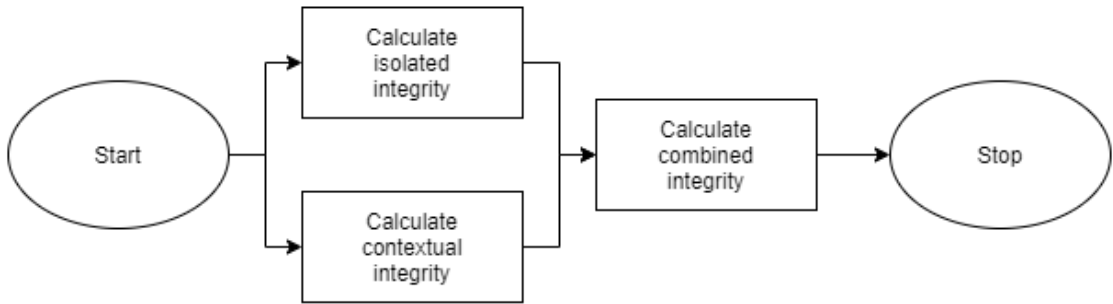 Start
Calculate
isolated
integrity
Calculate
contextual
integrity
Calculate
combined
integrity
Stop